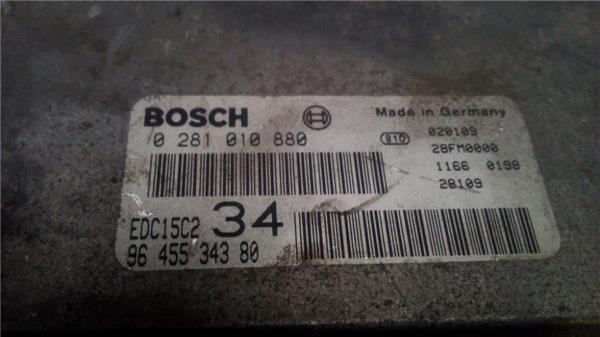 BOSCH
Made in Germany
0 281 010 880
810
020109
28FM0000
1166 0198
28109
EDC15C2 34
96 455 343 80